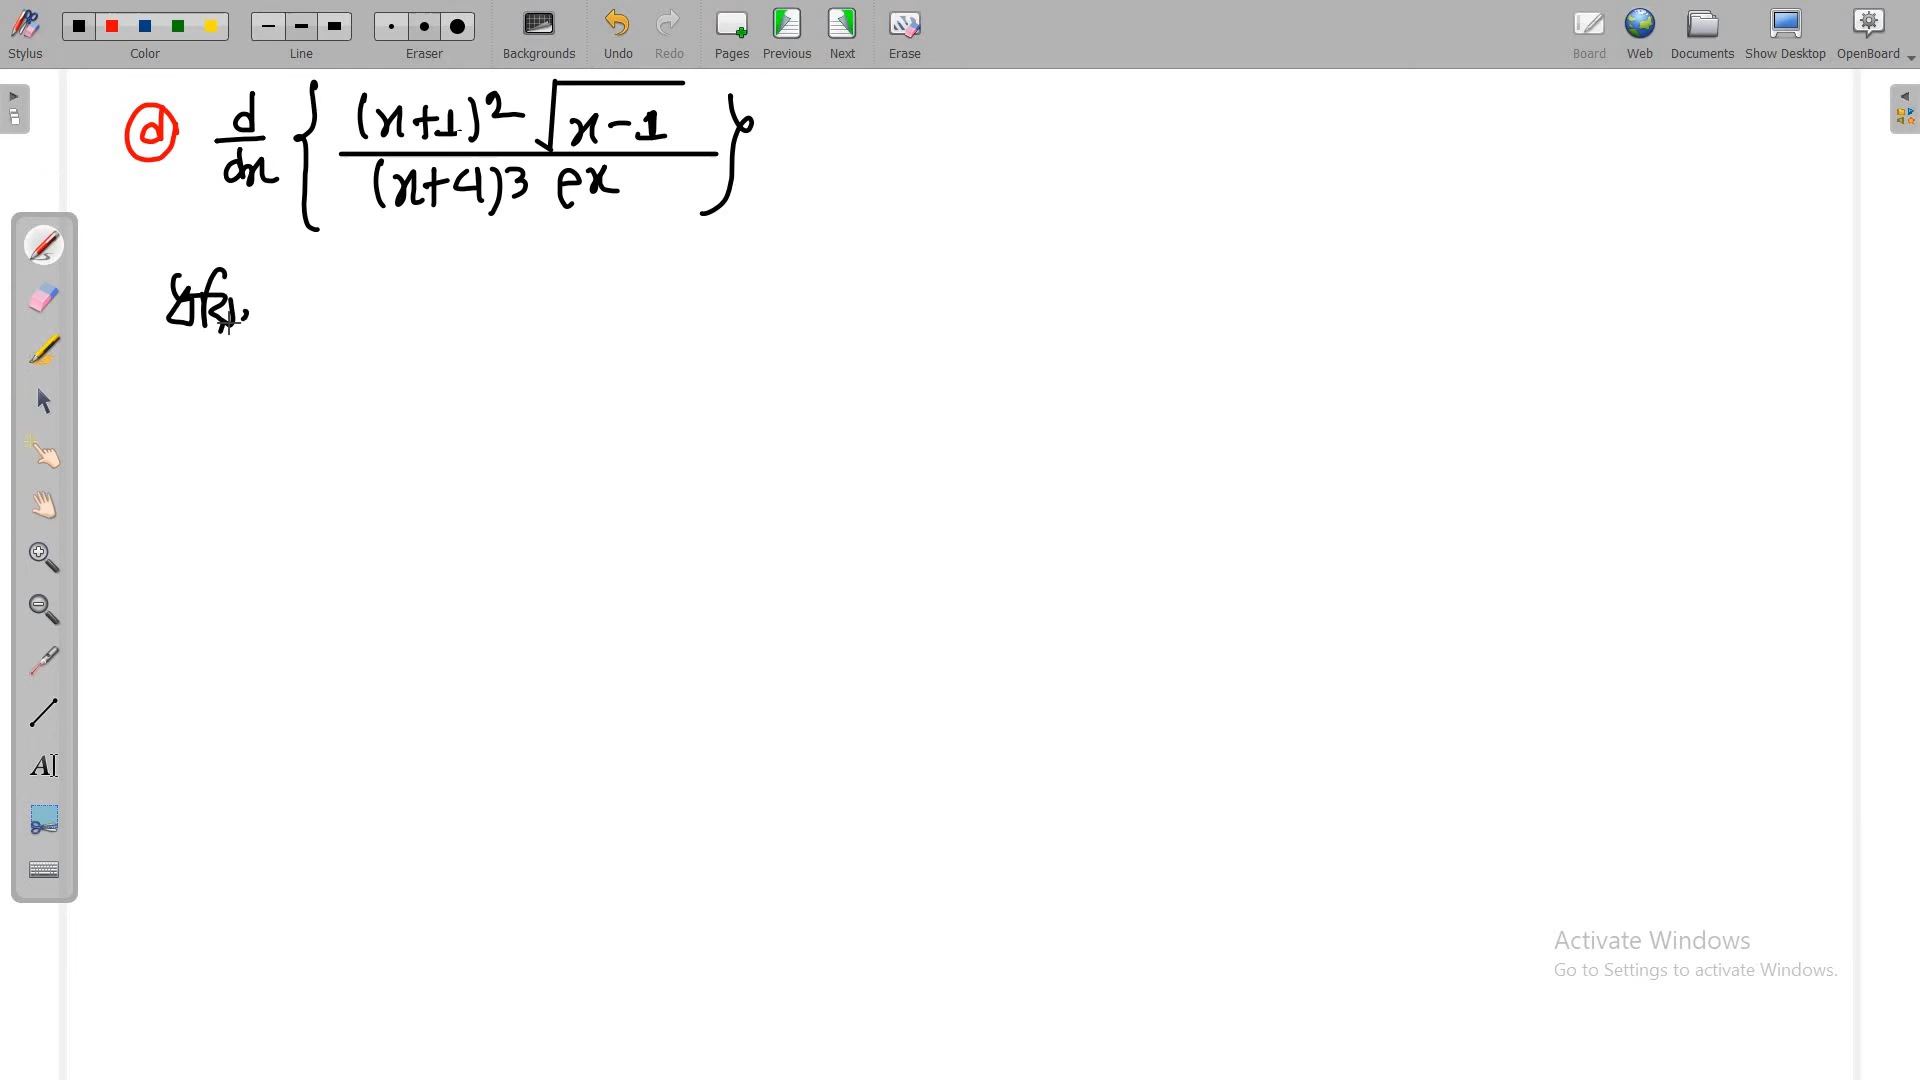 Stylus
Color
Line
Eraser
Backgrounds
Undo
Redo
Pages
Previous
Next
Erase
Board
Web
Documents
Show Desktop
OpenBoard
(d) d/dx { (x+1)² √(x-1) / (x+4)³ eˣ }
ধরি,
AI
Activate Windows
Go to Settings to activate Windows.